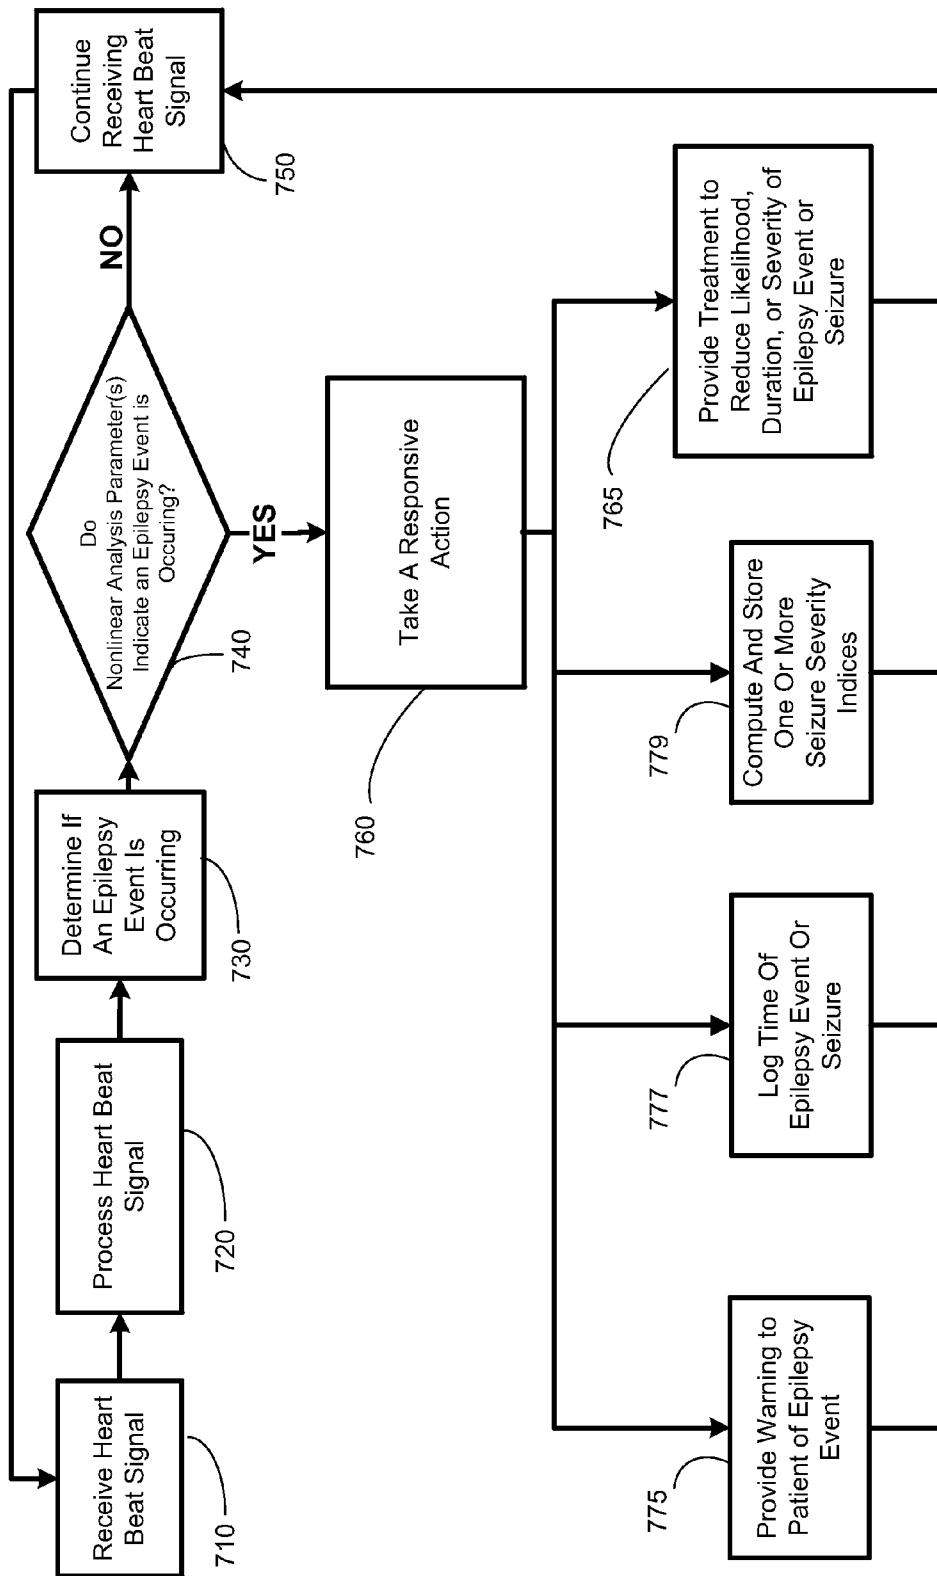 Receive Heart
Beat Signal
710
Process Heart Beat
Signal
720
Determine If
An Epilepsy
Event Is
Occurring
730
Do
Nonlinear Analysis Parameter(s)
Indicate an Epilepsy Event is
Occuring?
740
NO
Continue
Receiving
Heart Beat
Signal
750
YES
Take A Responsive
Action
760
775
Provide Warning to
Patient of Epilepsy
Event
777
Log Time Of
Epilepsy Event Or
Seizure
779
Compute And Store
One Or More
Seizure Severity
Indices
765
Provide Treatment to
Reduce Likelihood,
Duration, or Severity of
Epilepsy Event or
Seizure